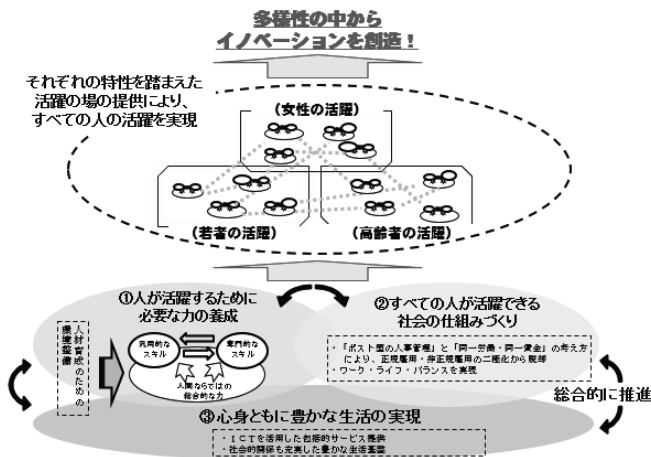 多様性の中から
イノベーションを創造！
それぞれの特性を踏まえた
活躍の場の提供により、
すべての人の活躍を実現
（女性の活躍）
（若者の活躍）
（高齢者の活躍）
①人が活躍するために
必要な力の養成
人材育成のための
環境整備
汎用的な
スキル
専門的な
スキル
人間ならではの
総合的な力
②すべての人が活躍できる
社会の仕組みづくり
・「ポスト型の人事管理」と「同一労働・同一賃金」の考え方
により、正規雇用・非正規雇用の二極化から脱却
・ワーク・ライフ・バランスを実現
総合的に推進
③心身ともに豊かな生活の実現
・ＩＣＴを活用した包括的サービス提供
・社会的関係も充実した豊かな生活基盤